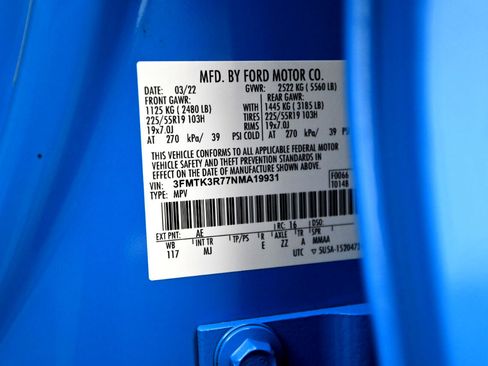 MFD. BY FORD MOTOR CO.
DATE: 03/22 GVWR: 2522 KG ( 5560 LB)
FRONT GAWR: REAR GAWR:
1125 KG ( 2480 LB) WITH 1445 KG ( 3185 LB)
225/55R19 103H TIRES 225/55R19 103H
19x7.0J RIMS 19x7.0J
AT 270 kPa/ 39 PSI COLD AT 270 kPa/ 39 PSI COLD
THIS VEHICLE CONFORMS TO ALL APPLICABLE FEDERAL MOTOR
VEHICLE SAFETY AND THEFT PREVENTION STANDARDS IN
EFFECT ON THE DATE OF MANUFACTURE SHOWN ABOVE.
VIN: 3FMTK3R77NMA19931 F0066
TYPE: MPV T014B
EXT PNT: AE RC: 16 DSO:
WB INT TR TP/PS R AXLE TR SPR
117 MJ E ZZ A MMAA
UTC ▽ SU5A-152047